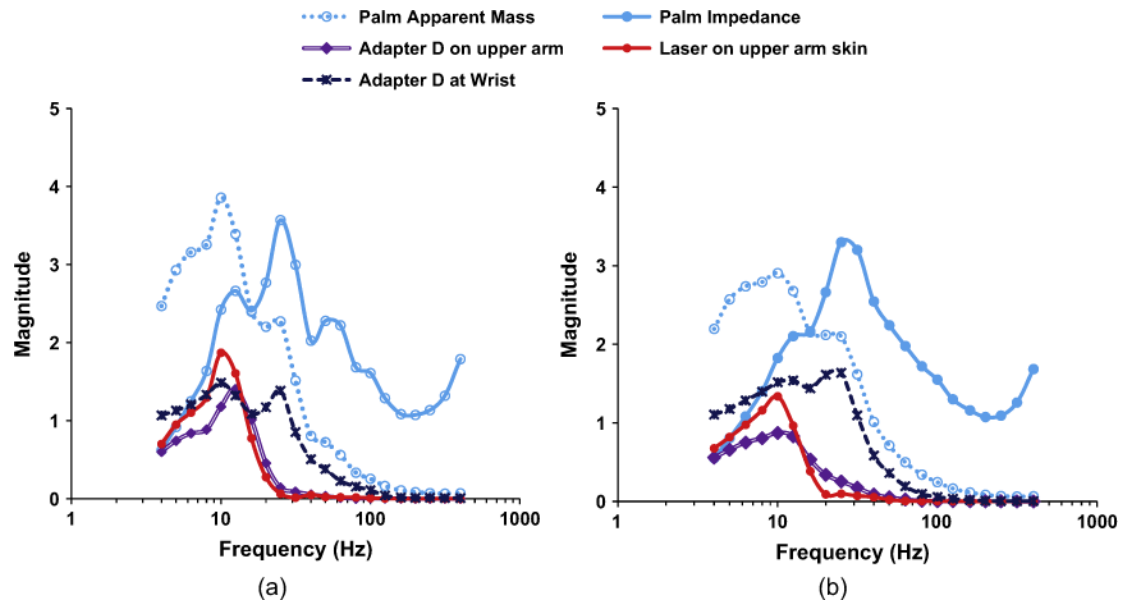 Palm Apparent Mass
Palm Impedance
Adapter D on upper arm
Laser on upper arm skin
Adapter D at Wrist
5
4
3
2
1
0
Magnitude
1
10
100
1000
Frequency (Hz)
(a)
5
4
3
2
1
0
Magnitude
1
10
100
1000
Frequency (Hz)
(b)